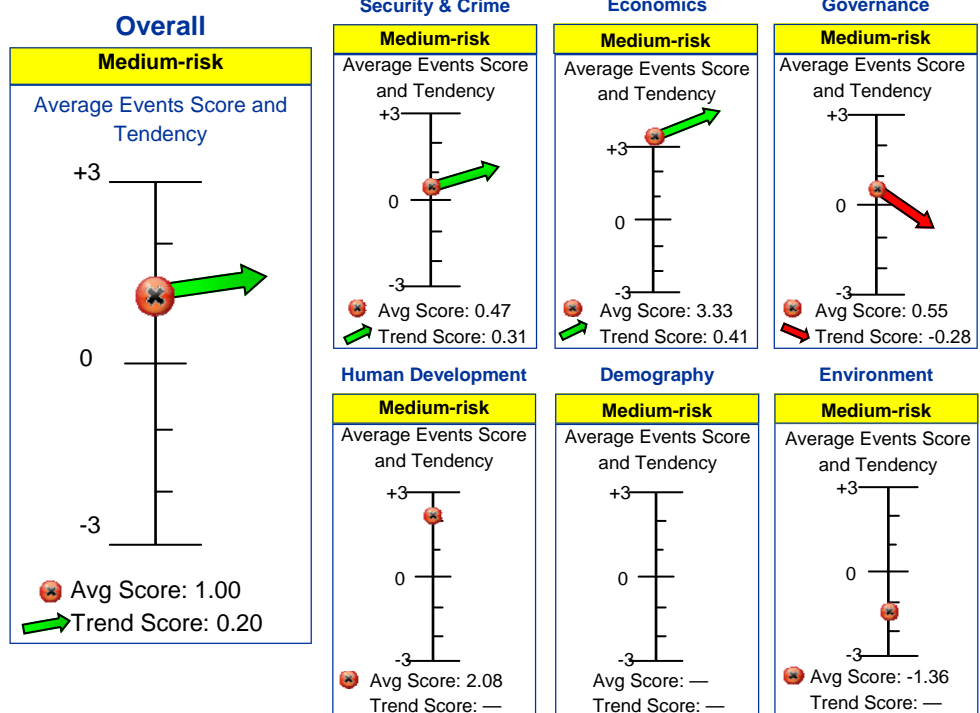 Overall
Medium-risk
Average Events Score and
Tendency
+3
0
-3
Avg Score: 1.00
Trend Score: 0.20
Security & Crime
Medium-risk
Average Events Score
and Tendency
+3
0
-3
Avg Score: 0.47
Trend Score: 0.31
Economics
Medium-risk
Average Events Score
and Tendency
+3
0
-3
Avg Score: 3.33
Trend Score: 0.41
Governance
Medium-risk
Average Events Score
and Tendency
+3
0
-3
Avg Score: 0.55
Trend Score: -0.28
Human Development
Medium-risk
Average Events Score
and Tendency
+3
0
-3
Avg Score: 2.08
Trend Score: —
Demography
Medium-risk
Average Events Score
and Tendency
+3
0
-3
Avg Score: —
Trend Score: —
Environment
Medium-risk
Average Events Score
and Tendency
+3
0
-3
Avg Score: -1.36
Trend Score: —